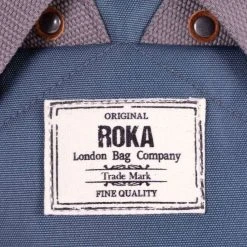 ORIGINAL
ROKA
London Bag Company
Trade Mark
FINE QUALITY